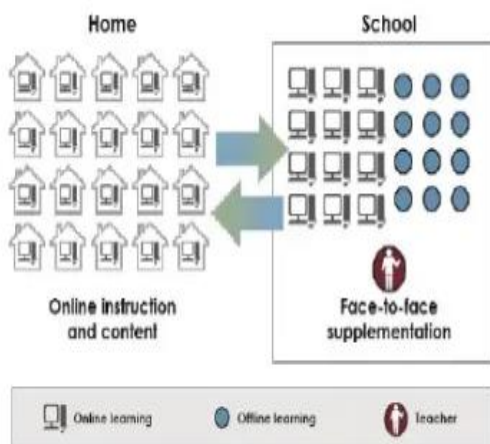 Home
School
Online instruction
and content
Face-to-face
supplementation
Online learning
Offline learning
Teacher